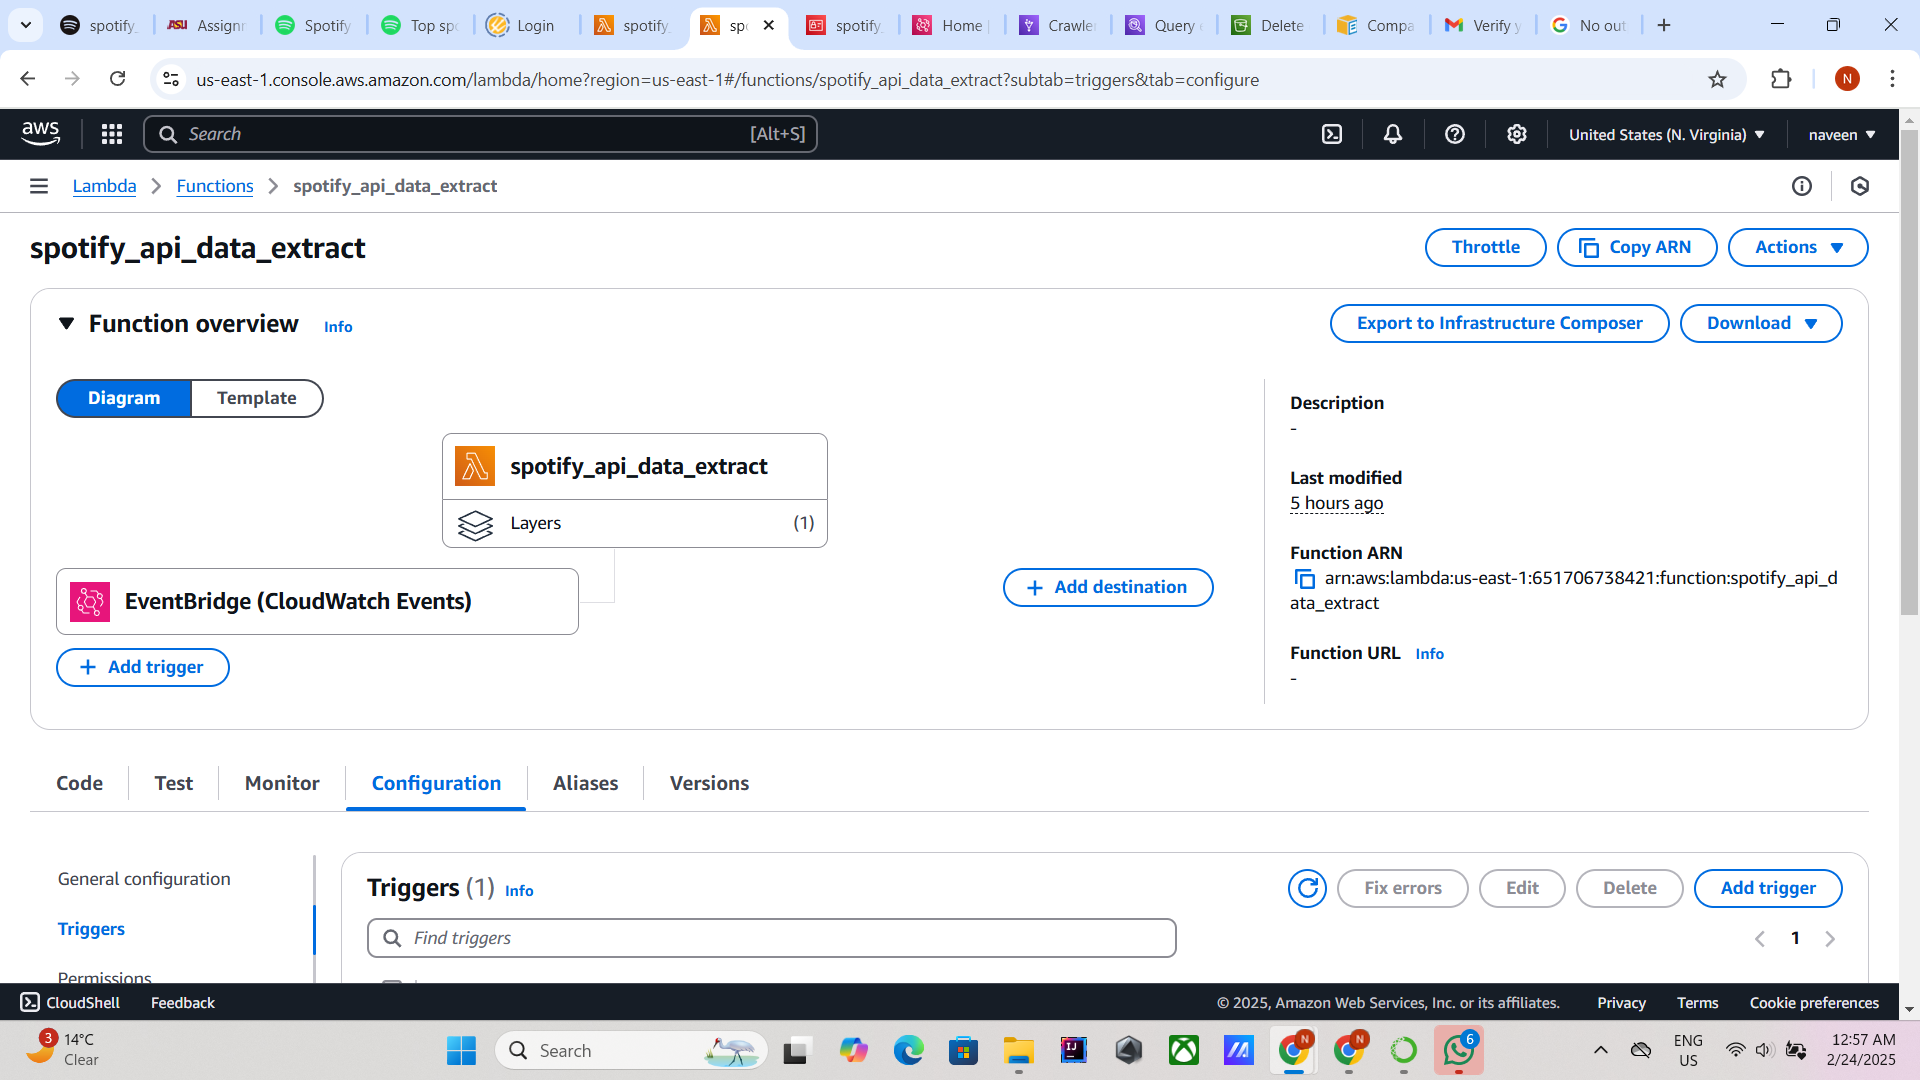 spotify_
Assignr
Spotify
Top spo
Login
spotify_
spo
spotify_
Home |
Crawler
Query e
Delete
Compa
Verify y
No out
us-east-1.console.aws.amazon.com/lambda/home?region=us-east-1#/functions/spotify_api_data_extract?subtab=triggers&tab=configure
N
aws
Search
[Alt+S]
United States (N. Virginia)
naveen
Lambda
Functions
spotify_api_data_extract
spotify_api_data_extract
Throttle
Copy ARN
Actions
Function overview
Info
Export to Infrastructure Composer
Download
Diagram
Template
spotify_api_data_extract
Layers
(1)
EventBridge (CloudWatch Events)
Add trigger
Add destination
Description
-
Last modified
5 hours ago
Function ARN
arn:aws:lambda:us-east-1:651706738421:function:spotify_api_d
ata_extract
Function URL Info
-
Code
Test
Monitor
Configuration
Aliases
Versions
General configuration
Triggers
Permissions
Triggers (1) Info
Fix errors
Edit
Delete
Add trigger
Find triggers
1
CloudShell
Feedback
© 2025, Amazon Web Services, Inc. or its affiliates.
Privacy
Terms
Cookie preferences
3
14°C
Clear
Search
N
N
6
ENG
US
12:57 AM
2/24/2025